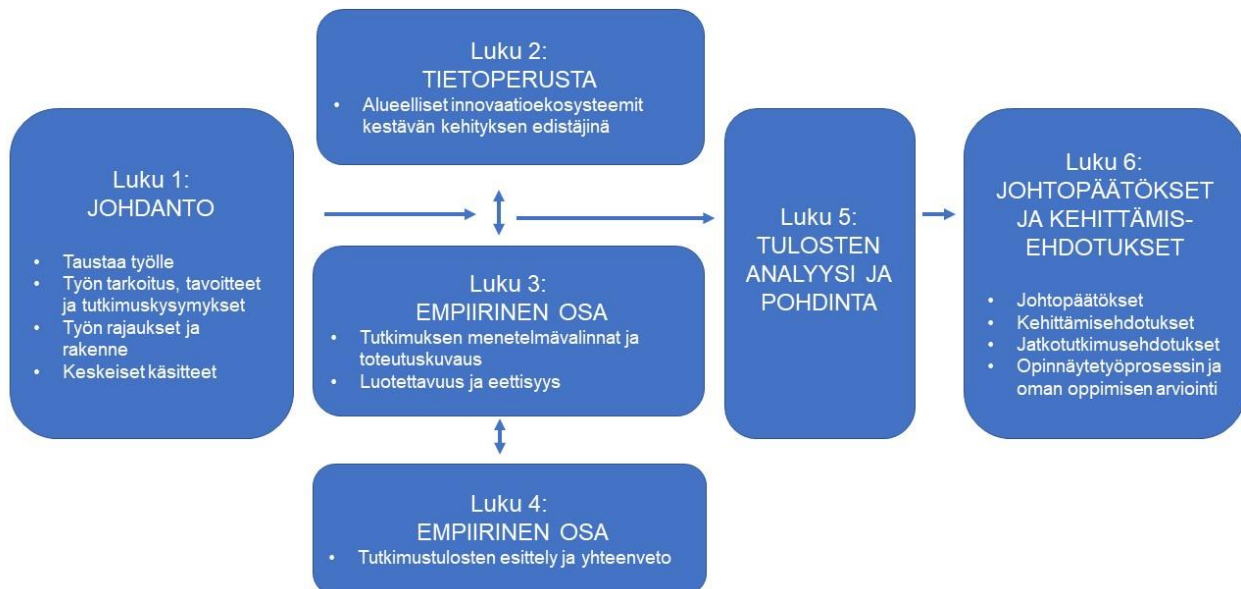 Luku 1:
JOHDANTO
• Taustaa työlle
• Työn tarkoitus, tavoitteet
ja tutkimuskysymykset
• Työn rajaukset ja
rakenne
• Keskeiset käsitteet
Luku 2:
TIETOPERUSTA
• Alueelliset innovaatioekosysteemit
kestävän kehityksen edistäjinä
Luku 3:
EMPIIRINEN OSA
• Tutkimuksen menetelmävalinnat ja
toteutuskuvaus
• Luotettavuus ja eettisyys
Luku 4:
EMPIIRINEN OSA
• Tutkimustulosten esittely ja yhteenveto
Luku 5:
TULOSTEN
ANALYYSI JA
POHDINTA
Luku 6:
JOHTOPÄÄTÖKSET
JA KEHITTÄMIS-
EHDOTUKSET
• Johtopäätökset
• Kehittämisehdotukset
• Jatkotutkimusehdotukset
• Opinnäytetyöprosessin ja
oman oppimisen arviointi